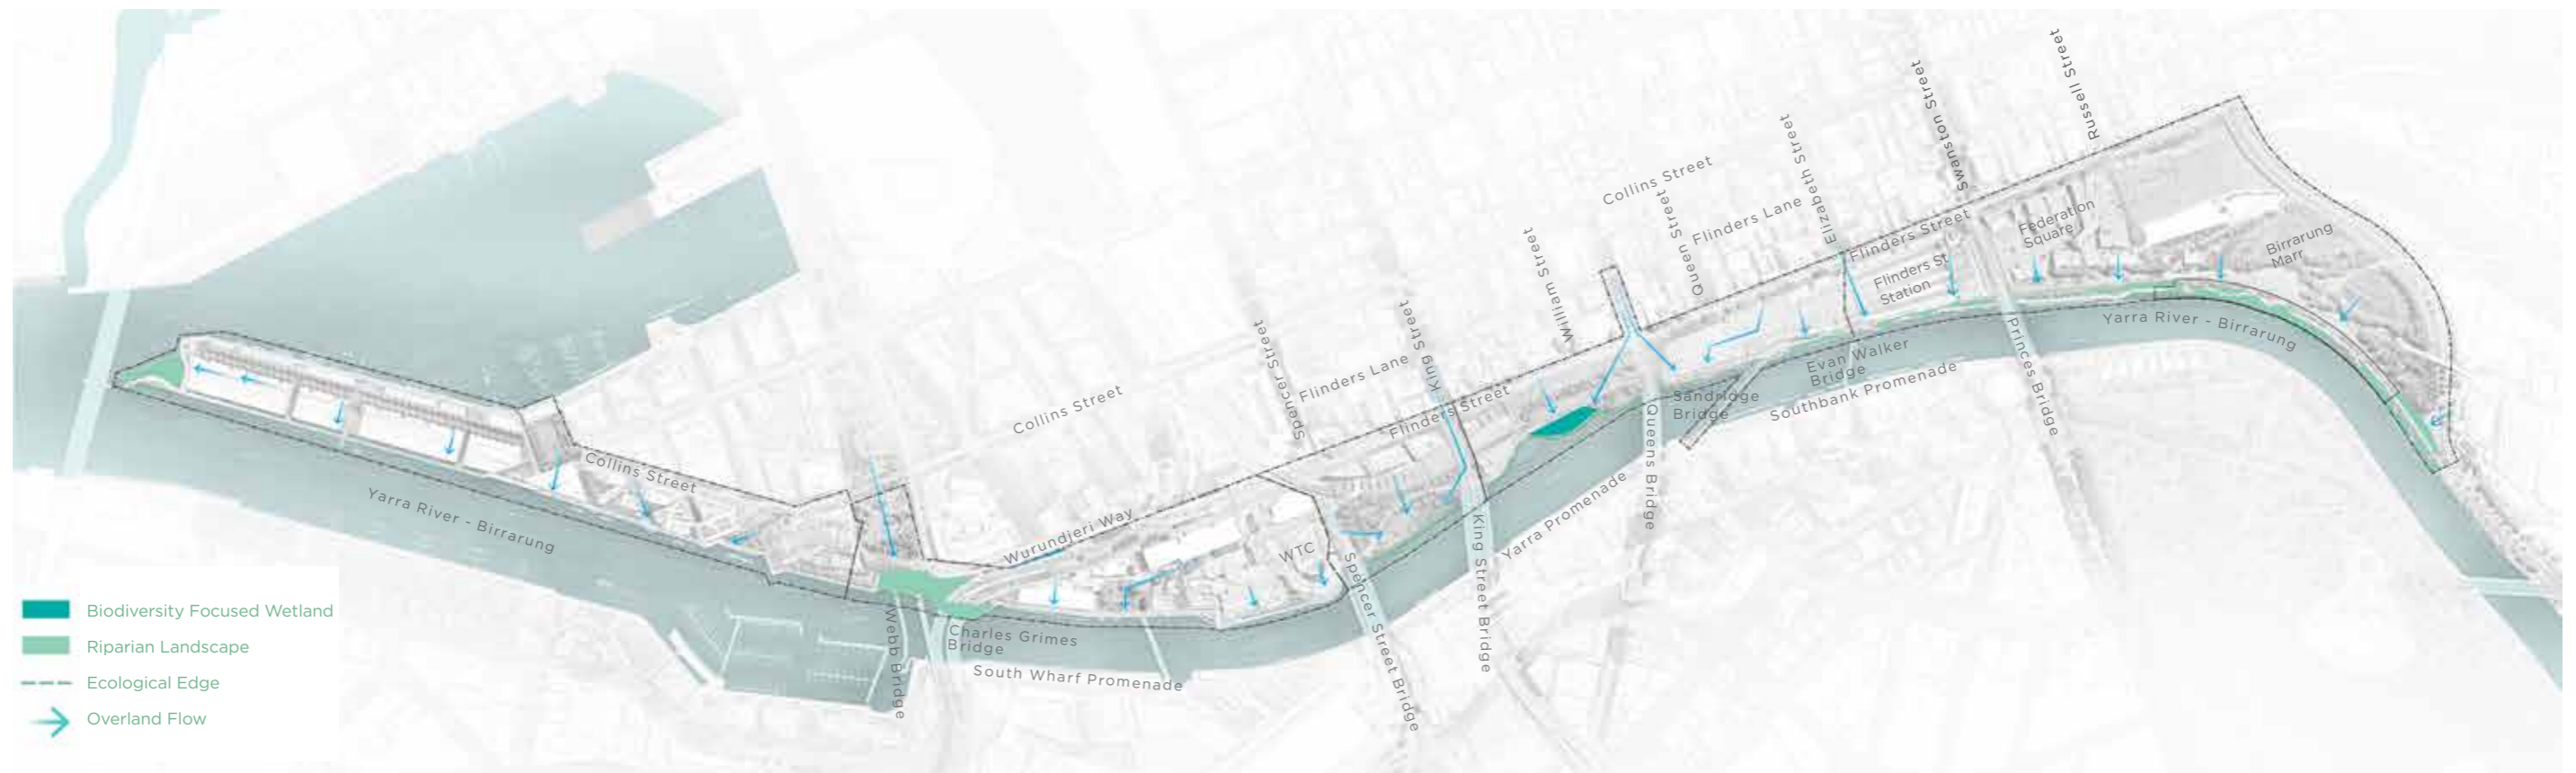 Russell Street
Swanston Street
Elizabeth Street
Collins Street
Queen Street
Flinders Lane
Flinders Street
Federation
Square
Birrarung
Marr
Flinders St
Station
William Street
King Street
Spencer Street
Flinders Lane
Flinders Street
Collins Street
Yarra River - Birrarung
Princes Bridge
Evan Walker
Bridge
Southbank Promenade
Sandridge
Bridge
Queens Bridge
Yarra Promenade
King Street Bridge
Spencer Street Bridge
WTC
Wurundjeri Way
Collins Street
Yarra River - Birrarung
Webb Bridge
Charles Grimes
Bridge
South Wharf Promenade
Biodiversity Focused Wetland
Riparian Landscape
Ecological Edge
Overland Flow